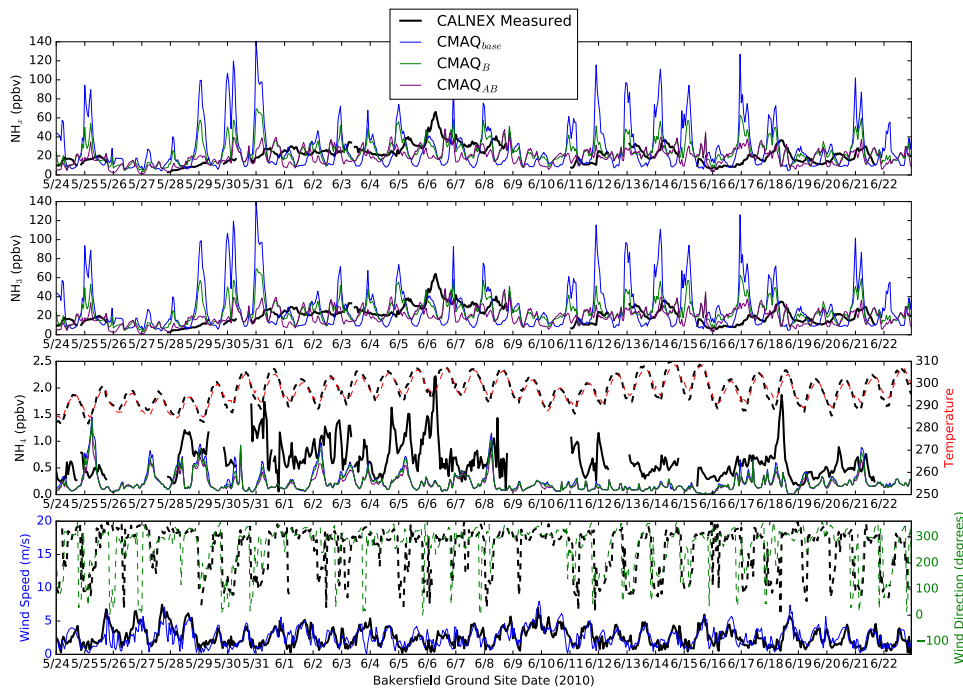 CALNEX Measured
CMAQbase
CMAQB
CMAQAB
NHx (ppbv)
140
120
100
80
60
40
20
0
5/24 5/25 5/26 5/27 5/28 5/29 5/30 5/31 6/1 6/2 6/3 6/4 6/5 6/6 6/7 6/8 6/9 6/10 6/11 6/12 6/13 6/14 6/15 6/16 6/17 6/18 6/19 6/20 6/21 6/22
NH3 (ppbv)
140
120
100
80
60
40
20
0
5/24 5/25 5/26 5/27 5/28 5/29 5/30 5/31 6/1 6/2 6/3 6/4 6/5 6/6 6/7 6/8 6/9 6/10 6/11 6/12 6/13 6/14 6/15 6/16 6/17 6/18 6/19 6/20 6/21 6/22
NH4 (ppbv)
2.5
2.0
1.5
1.0
0.5
0.0
310
300
290
280
270
260
250
Temperature
5/24 5/25 5/26 5/27 5/28 5/29 5/30 5/31 6/1 6/2 6/3 6/4 6/5 6/6 6/7 6/8 6/9 6/10 6/11 6/12 6/13 6/14 6/15 6/16 6/17 6/18 6/19 6/20 6/21 6/22
Wind Speed (m/s)
20
15
10
5
0
300
200
100
0
−100
Wind Direction (degrees)
5/24 5/25 5/26 5/27 5/28 5/29 5/30 5/31 6/1 6/2 6/3 6/4 6/5 6/6 6/7 6/8 6/9 6/10 6/11 6/12 6/13 6/14 6/15 6/16 6/17 6/18 6/19 6/20 6/21 6/22
Bakersfield Ground Site Date (2010)